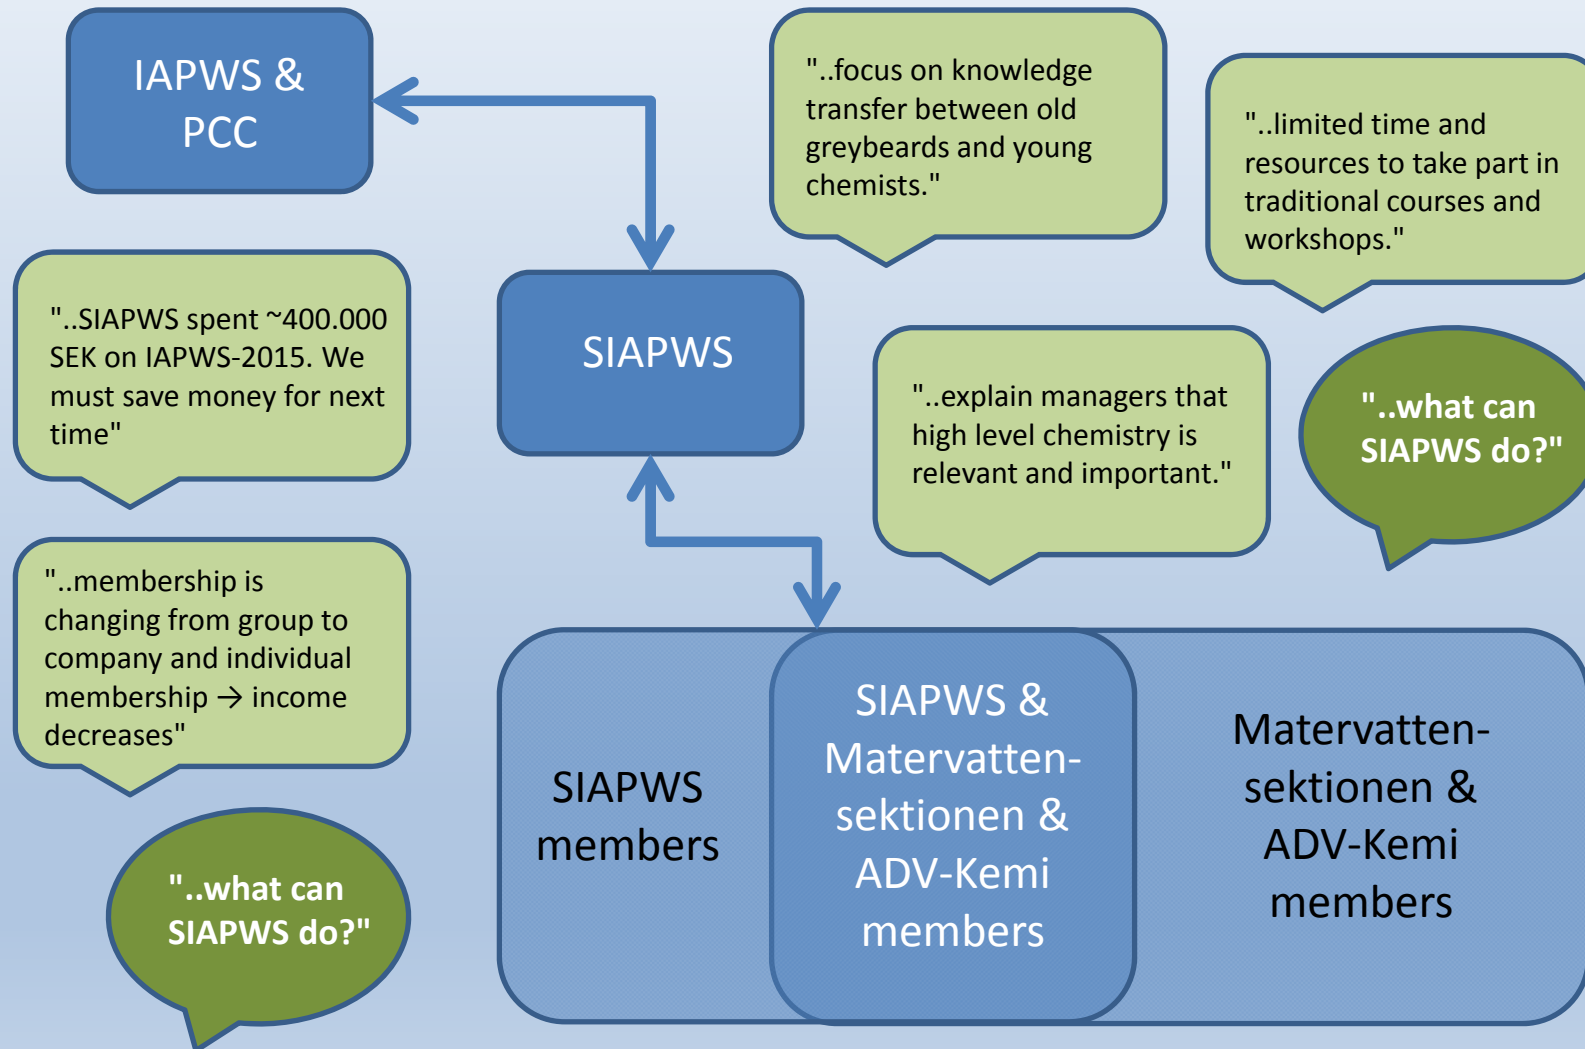 IAPWS &
PCC
"..focus on knowledge
transfer between old
greybeards and young
chemists."
"..limited time and
resources to take part in
traditional courses and
workshops."
"..SIAPWS spent ~400.000
SEK on IAPWS-2015. We
must save money for next
time"
SIAPWS
"..explain managers that
high level chemistry is
relevant and important."
"..what can
SIAPWS do?"
"..membership is
changing from group to
company and individual
membership → income
decreases"
SIAPWS
members
SIAPWS &
Matervatten-
sektionen &
ADV-Kemi
members
Matervatten-
sektionen &
ADV-Kemi
members
"..what can
SIAPWS do?"